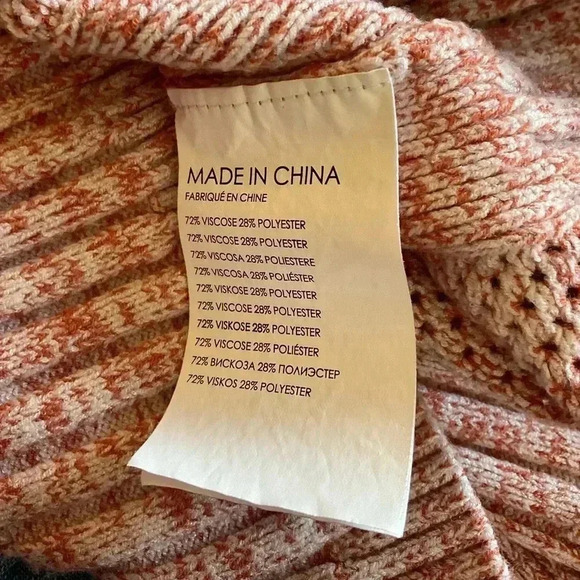 MADE IN CHINA
FABRIQUÉ EN CHINE
72% VISCOSE 28% POLYESTER
72% VISCOSE 28% POLYESTER
72% VISCOSA 28% POLIESTERE
72% VISCOSA 28% POLIÉSTER
72% VISKOSE 28% POLYESTER
72% VISCOSE 28% POLYESTER
72% VISKOSE 28% POLYESTER
72% VISCOSE 28% POLIÉSTER
72% ВИСКОЗА 28% ПОЛИЭСТЕР
72% VISKOS 28% POLYESTER